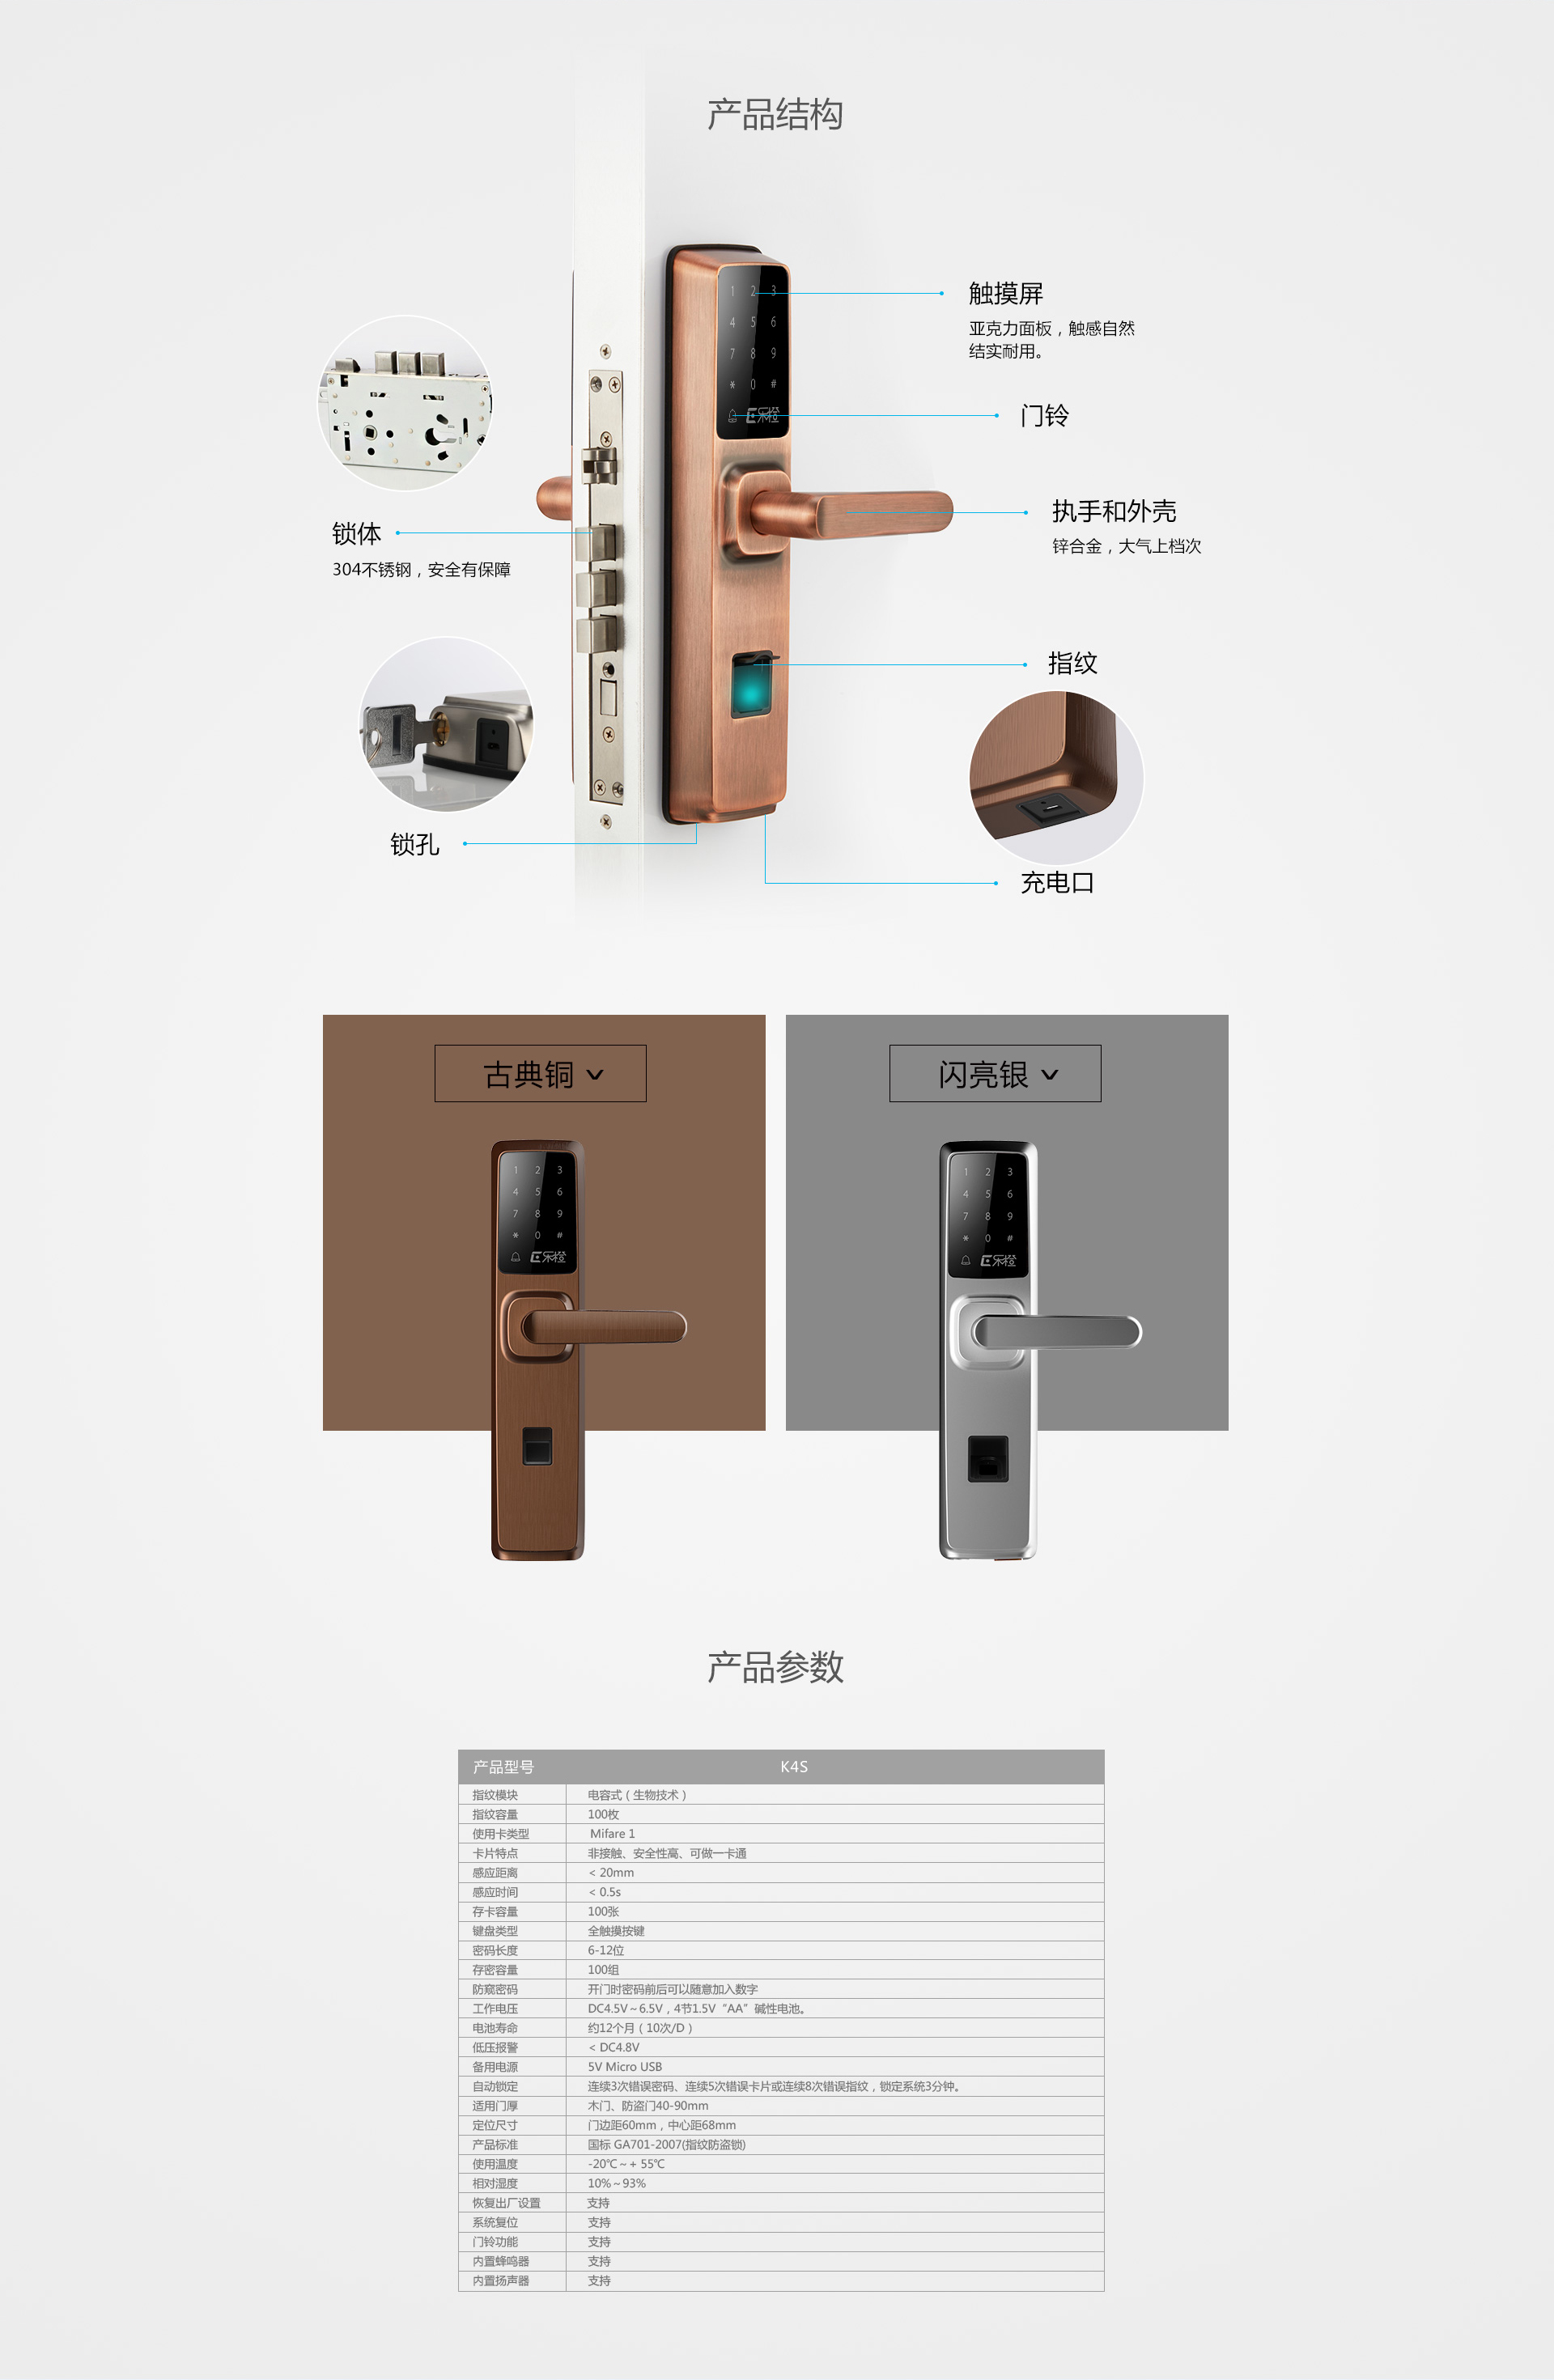 产品结构
1 2 3
4 5 6
7 8 9
* 0 #
乐橙
触摸屏
亚克力面板，触感自然
结实耐用。
门铃
执手和外壳
锌合金，大气上档次
锁体
304不锈钢，安全有保障
指纹
锁孔
充电口
古典铜
闪亮银
1 2 3
4 5 6
7 8 9
* 0 #
乐橙
1 2 3
4 5 6
7 8 9
* 0 #
乐橙
产品参数
产品型号 K4S
指纹模块 电容式（生物技术）
指纹容量 100枚
使用卡类型 Mifare 1
卡片特点 非接触、安全性高、可做一卡通
感应距离 < 20mm
感应时间 < 0.5s
存卡容量 100张
键盘类型 全触摸按键
密码长度 6-12位
存密容量 100组
防窥密码 开门时密码前后可以随意加入数字
工作电压 DC4.5V～6.5V，4节1.5V“AA”碱性电池。
电池寿命 约12个月（10次/D）
低压报警 < DC4.8V
备用电源 5V Micro USB
自动锁定 连续3次错误密码、连续5次错误卡片或连续8次错误指纹，锁定系统3分钟。
适用门厚 木门、防盗门40-90mm
定位尺寸 门边距60mm，中心距68mm
产品标准 国标 GA701-2007(指纹防盗锁)
使用温度 -20℃～+ 55℃
相对湿度 10%～93%
恢复出厂设置 支持
系统复位 支持
门铃功能 支持
内置蜂鸣器 支持
内置扬声器 支持